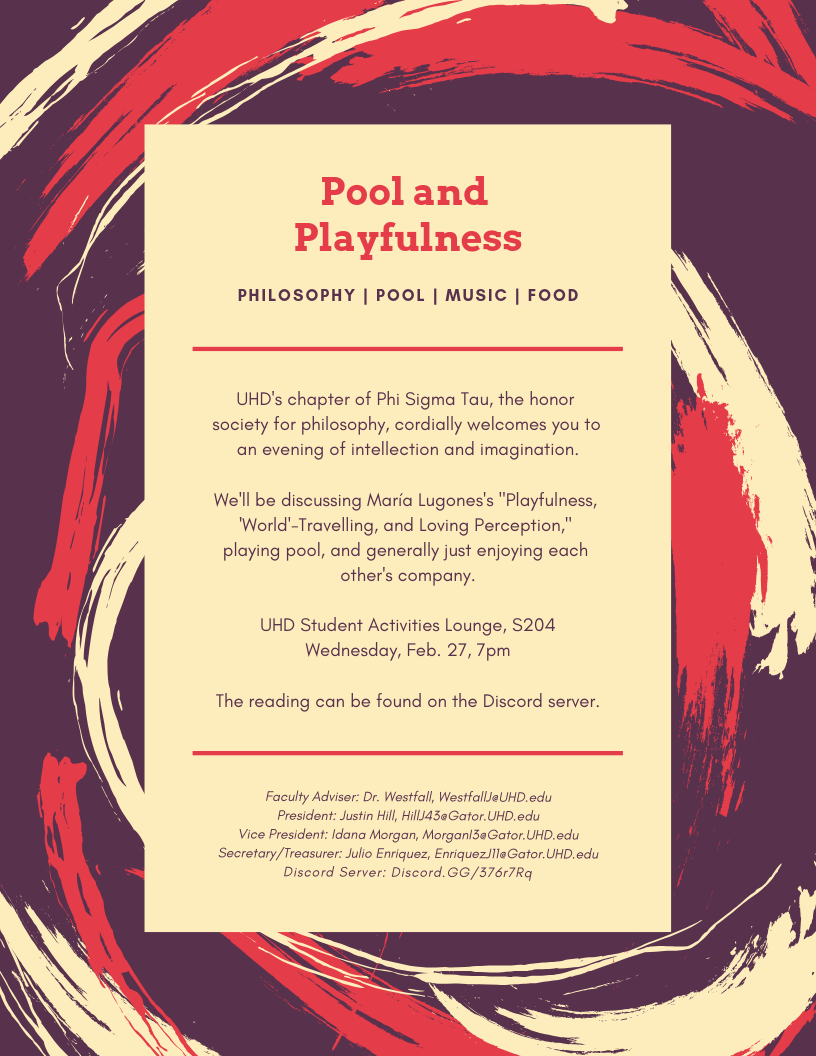 Pool and
Playfulness
PHILOSOPHY | POOL | MUSIC | FOOD
UHD's chapter of Phi Sigma Tau, the honor
society for philosophy, cordially welcomes you to
an evening of intellection and imagination.
We'll be discussing María Lugones's "Playfulness,
'World'-Travelling, and Loving Perception,"
playing pool, and generally just enjoying each
other's company.
UHD Student Activities Lounge, S204
Wednesday, Feb. 27, 7pm
The reading can be found on the Discord server.
Faculty Adviser: Dr. Westfall, WestfallJ@UHD.edu
President: Justin Hill, HillJ43@Gator.UHD.edu
Vice President: Idana Morgan, MorganI3@Gator.UHD.edu
Secretary/Treasurer: Julio Enriquez, EnriquezJ11@Gator.UHD.edu
Discord Server: Discord.GG/376r7Rq